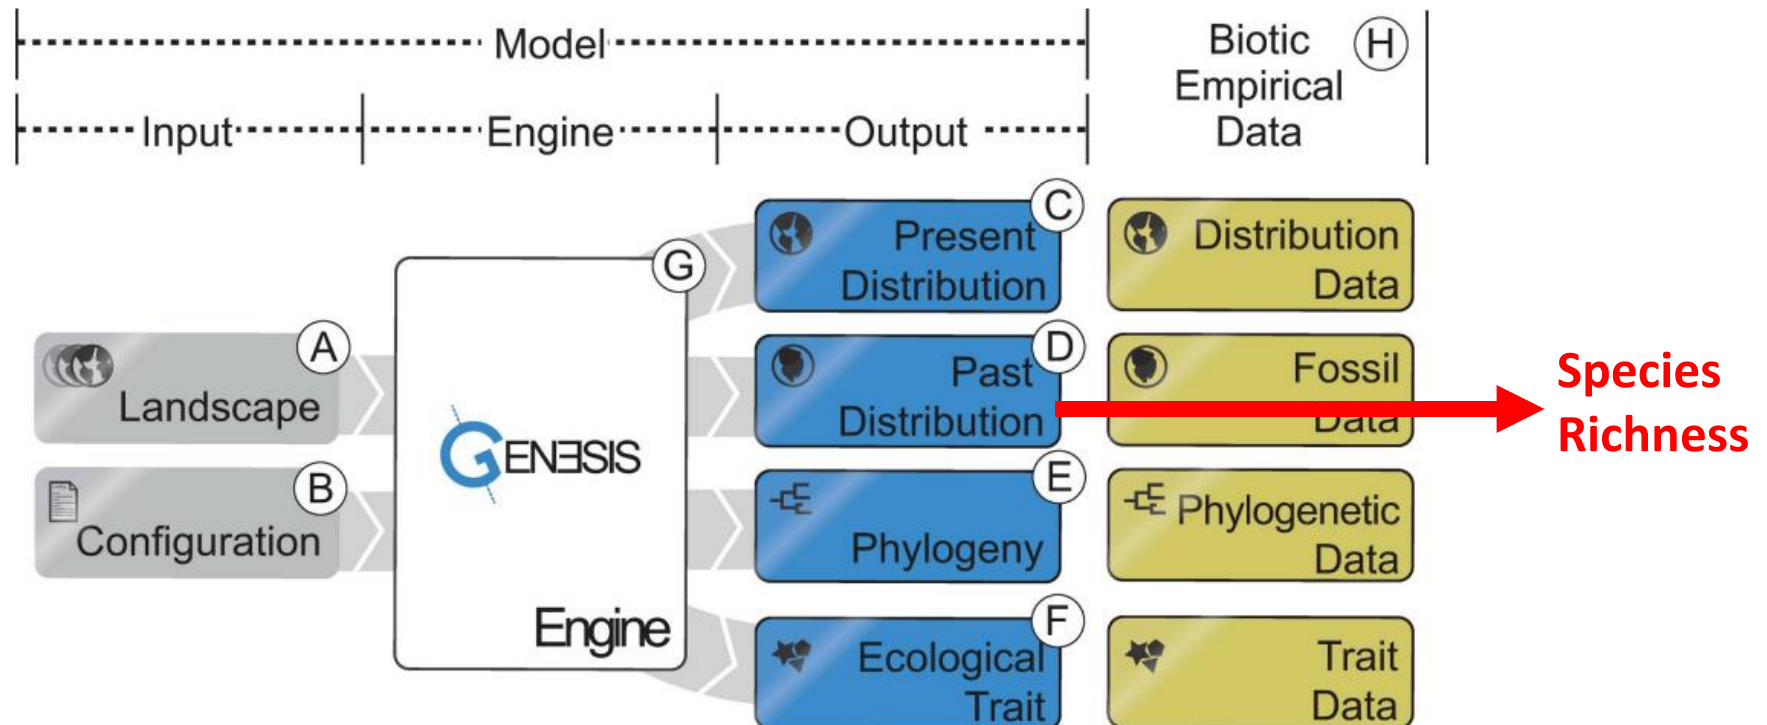 Model
Biotic
Empirical
Data
H
Input
Engine
Output
C
Present
Distribution
Distribution
Data
G
A
Landscape
D
Past
Distribution
Fossil
Data
Species
Richness
GENƎSIS
B
Configuration
E
Phylogeny
Phylogenetic
Data
Engine
F
Ecological
Trait
Trait
Data